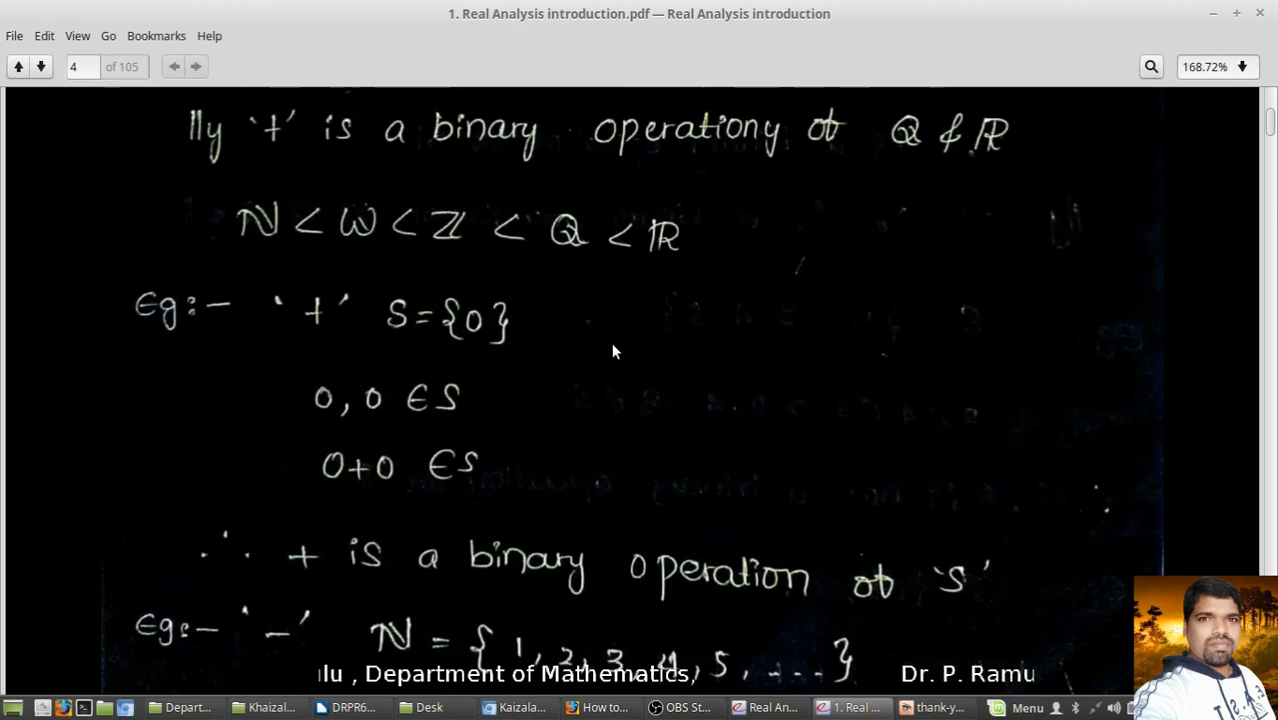 1. Real Analysis introduction.pdf — Real Analysis introduction
File Edit View Go Bookmarks Help
4 of 105 168.72%
lly '+' is a binary operationy of Q & ℝ
ℕ < W < ℤ < Q < ℝ
Eg:- '+' S={0}
0, 0 ∈ S
0+0 ∈ S
∴ + is a binary operation of 'S'
Eg:- '-' ℕ = {1, 2, 3, 4, 5, ....}
lu , Department of Mathematics, Dr. P. Ramu
Depart... Khaizal... DRPR6... Desk Kaizala... How to... OBS St... Real An... 1. Real ... thank-y... Menu